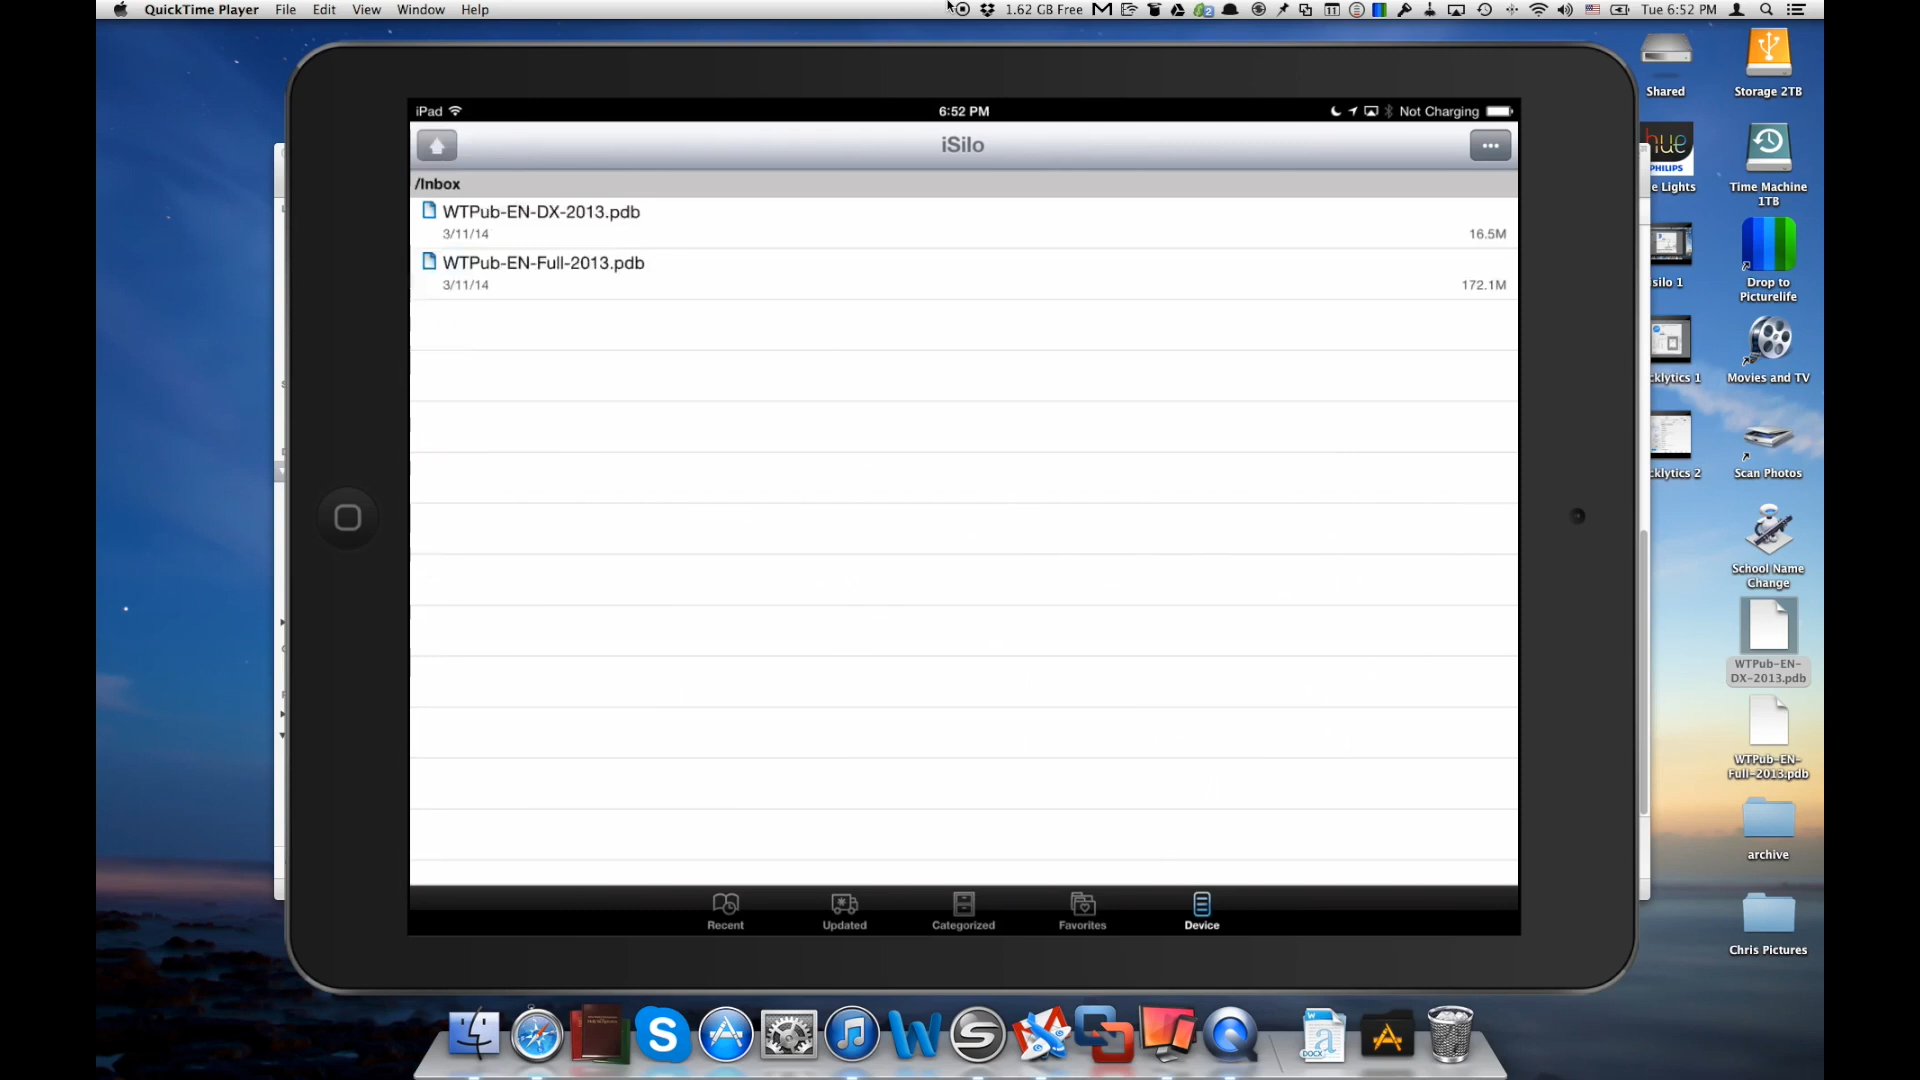 QuickTime Player File Edit View Window Help 1.62 GB Free Tue 6:52 PM
iPad 6:52 PM Not Charging
iSilo
/Inbox
WTPub-EN-DX-2013.pdb
3/11/14 16.5M
WTPub-EN-Full-2013.pdb
3/11/14 172.1M
Recent Updated Categorized Favorites Device
Shared
Storage 2TB
hue
PHILIPS
e Lights
Time Machine
1TB
silo 1
Drop to
Picturelife
cklytics 1
Movies and TV
cklytics 2
Scan Photos
School Name
Change
WTPub-EN-
DX-2013.pdb
WTPub-EN-
Full-2013.pdb
archive
Chris Pictures
DOCX